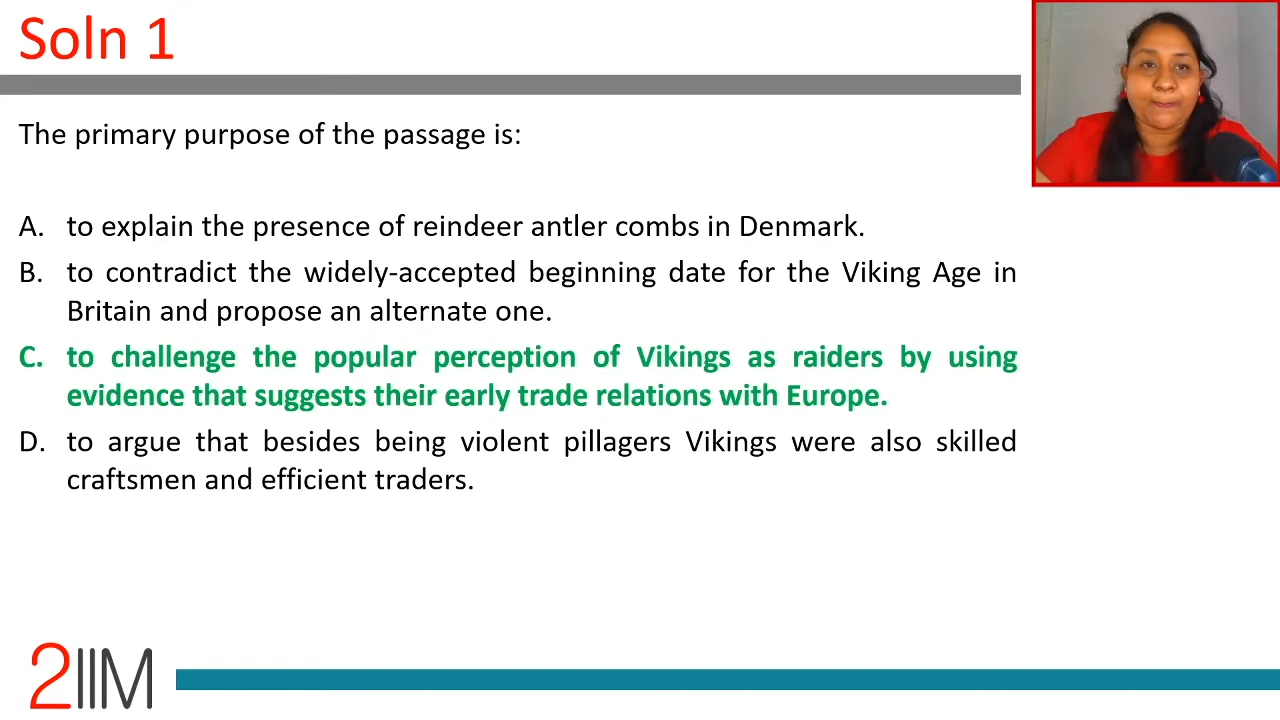 Soln 1
The primary purpose of the passage is:
A. to explain the presence of reindeer antler combs in Denmark.
B. to contradict the widely-accepted beginning date for the Viking Age in
Britain and propose an alternate one.
C. to challenge the popular perception of Vikings as raiders by using
evidence that suggests their early trade relations with Europe.
D. to argue that besides being violent pillagers Vikings were also skilled
craftsmen and efficient traders.
2IIM